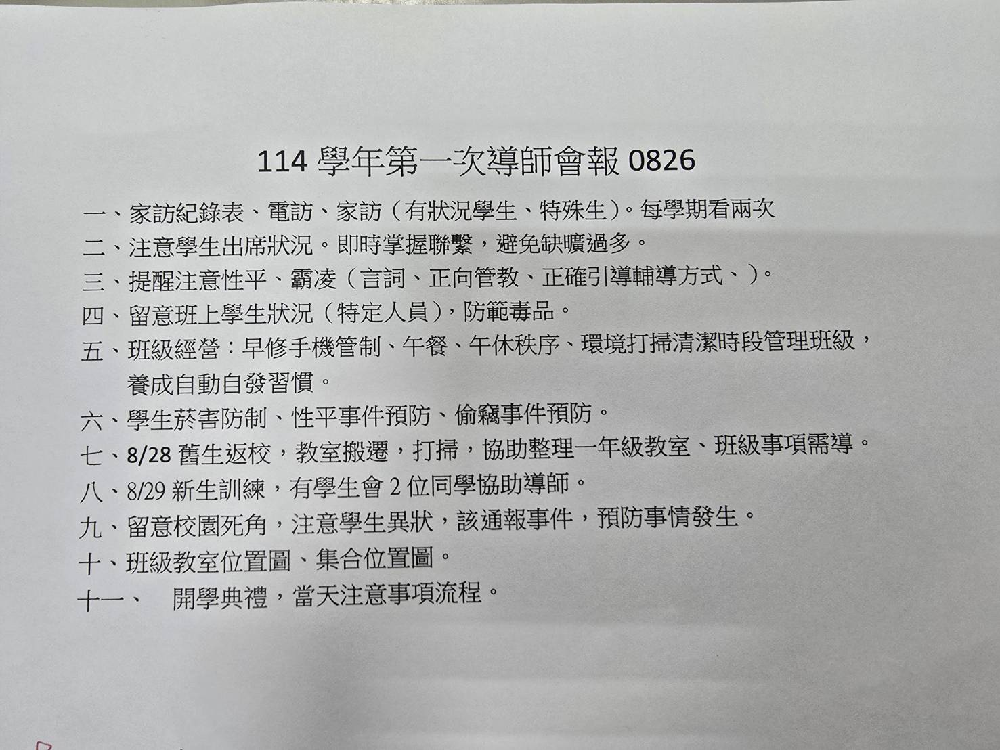 114 學年第一次導師會報 0826
一、家訪紀錄表、電訪、家訪（有狀況學生、特殊生）。每學期看兩次
二、注意學生出席狀況。即時掌握聯繫，避免缺曠過多。
三、提醒注意性平、霸凌（言詞、正向管教、正確引導輔導方式、）。
四、留意班上學生狀況（特定人員），防範毒品。
五、班級經營：早修手機管制、午餐、午休秩序、環境打掃清潔時段管理班級，
養成自動自發習慣。
六、學生菸害防制、性平事件預防、偷竊事件預防。
七、8/28 舊生返校，教室搬遷，打掃，協助整理一年級教室、班級事項需導。
八、8/29 新生訓練，有學生會 2 位同學協助導師。
九、留意校園死角，注意學生異狀，該通報事件，預防事情發生。
十、班級教室位置圖、集合位置圖。
十一、　開學典禮，當天注意事項流程。